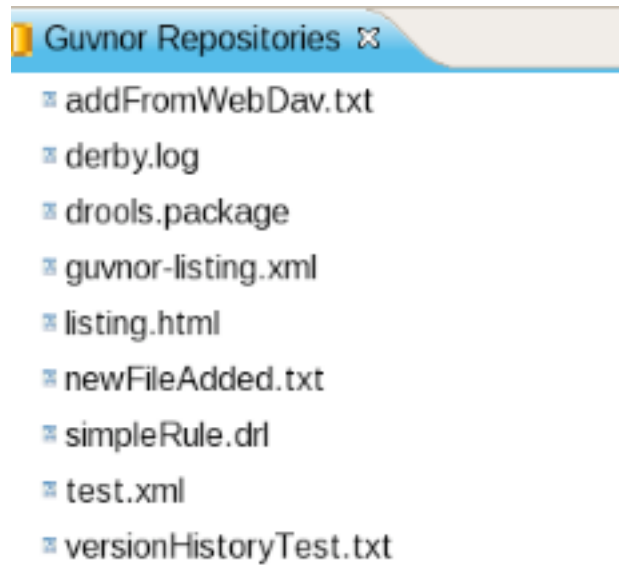 Guvnor Repositories
addFromWebDav.txt
derby.log
drools.package
guvnor-listing.xml
listing.html
newFileAdded.txt
simpleRule.drl
test.xml
versionHistoryTest.txt